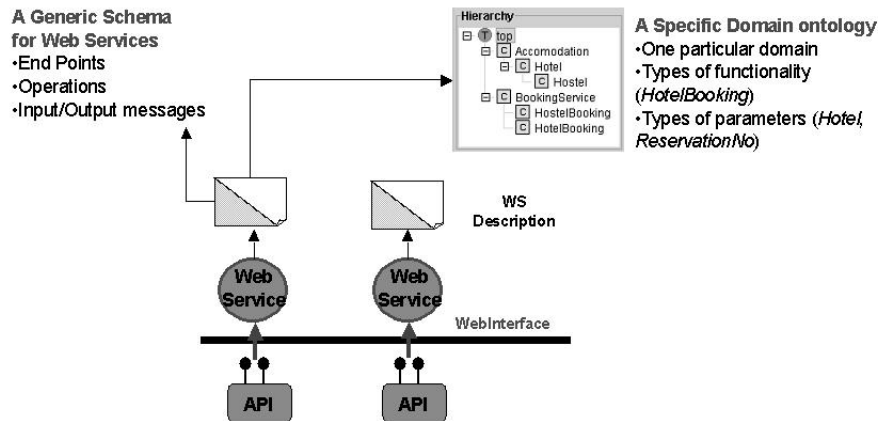 A Generic Schema
for Web Services
•End Points
•Operations
•Input/Output messages
Hierarchy
T top
C Accomodation
C Hotel
C Hostel
C BookingService
C HostelBooking
C HotelBooking
A Specific Domain ontology
•One particular domain
•Types of functionality
(HotelBooking)
•Types of parameters (Hotel,
ReservationNo)
WS
Description
Web
Service
Web
Service
WebInterface
API
API